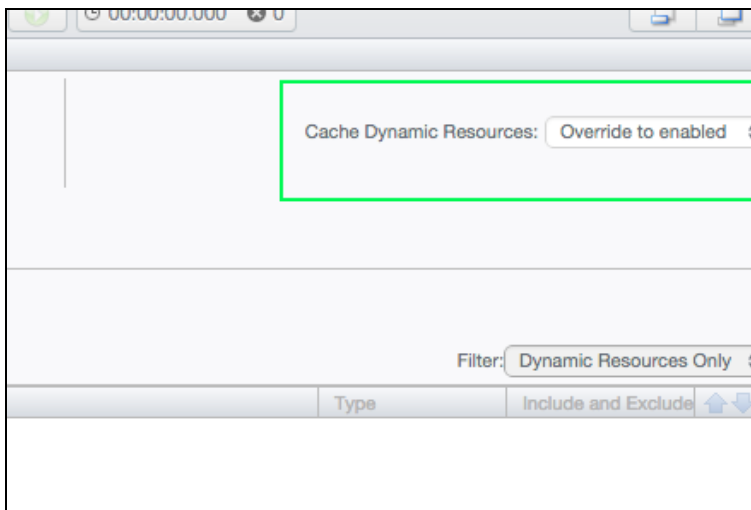 00:00:00.000 0
Cache Dynamic Resources: Override to enabled
Filter: Dynamic Resources Only
Type Include and Exclude